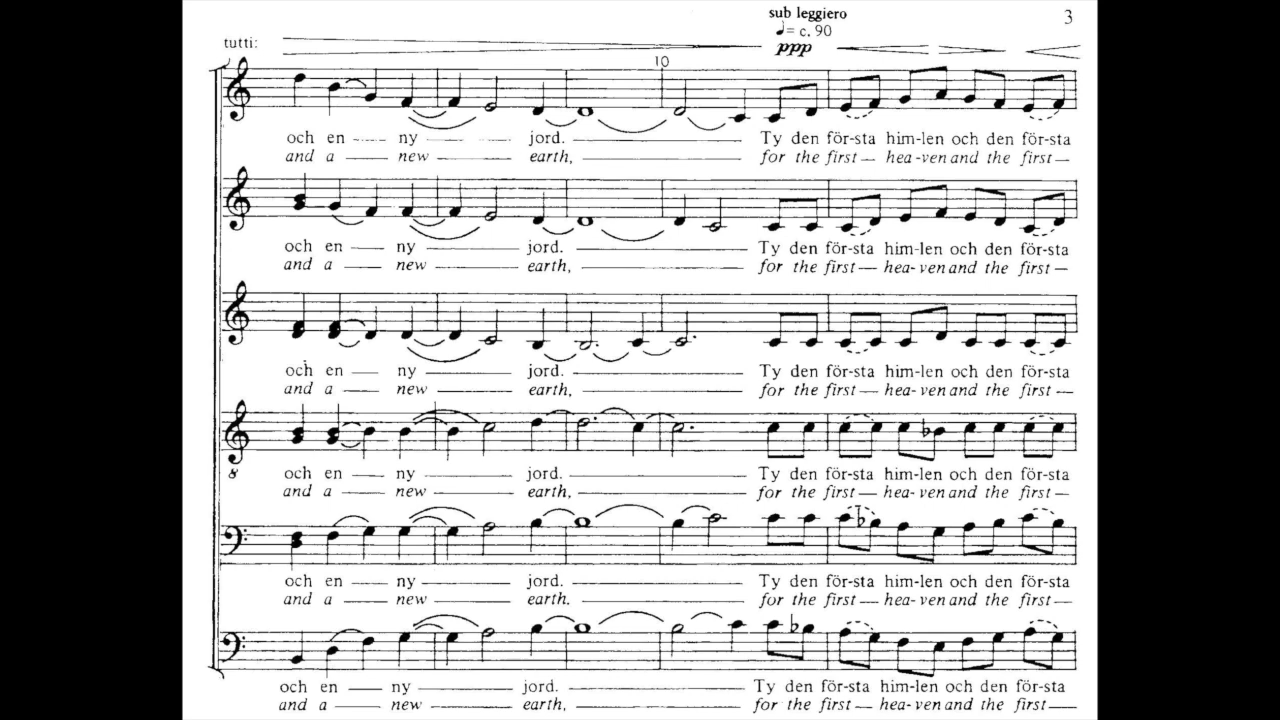 sub leggiero
3
♩= c. 90
tutti:
ppp
10
och en ny jord. Ty den för-sta him-len och den för-sta
and a new earth, for the first hea-ven and the first
och en ny jord. Ty den för-sta him-len och den för-sta
and a new earth, for the first hea-ven and the first
och en ny jord. Ty den för-sta him-len och den för-sta
and a new earth, for the first hea-ven and the first
8
och en ny jord. Ty den för-sta him-len och den för-sta
and a new earth, for the first hea-ven and the first
och en ny jord. Ty den för-sta him-len och den för-sta
and a new earth. for the first hea-ven and the first
och en ny jord. Ty den för-sta him-len och den för-sta
and a new earth, for the first hea-ven and the first